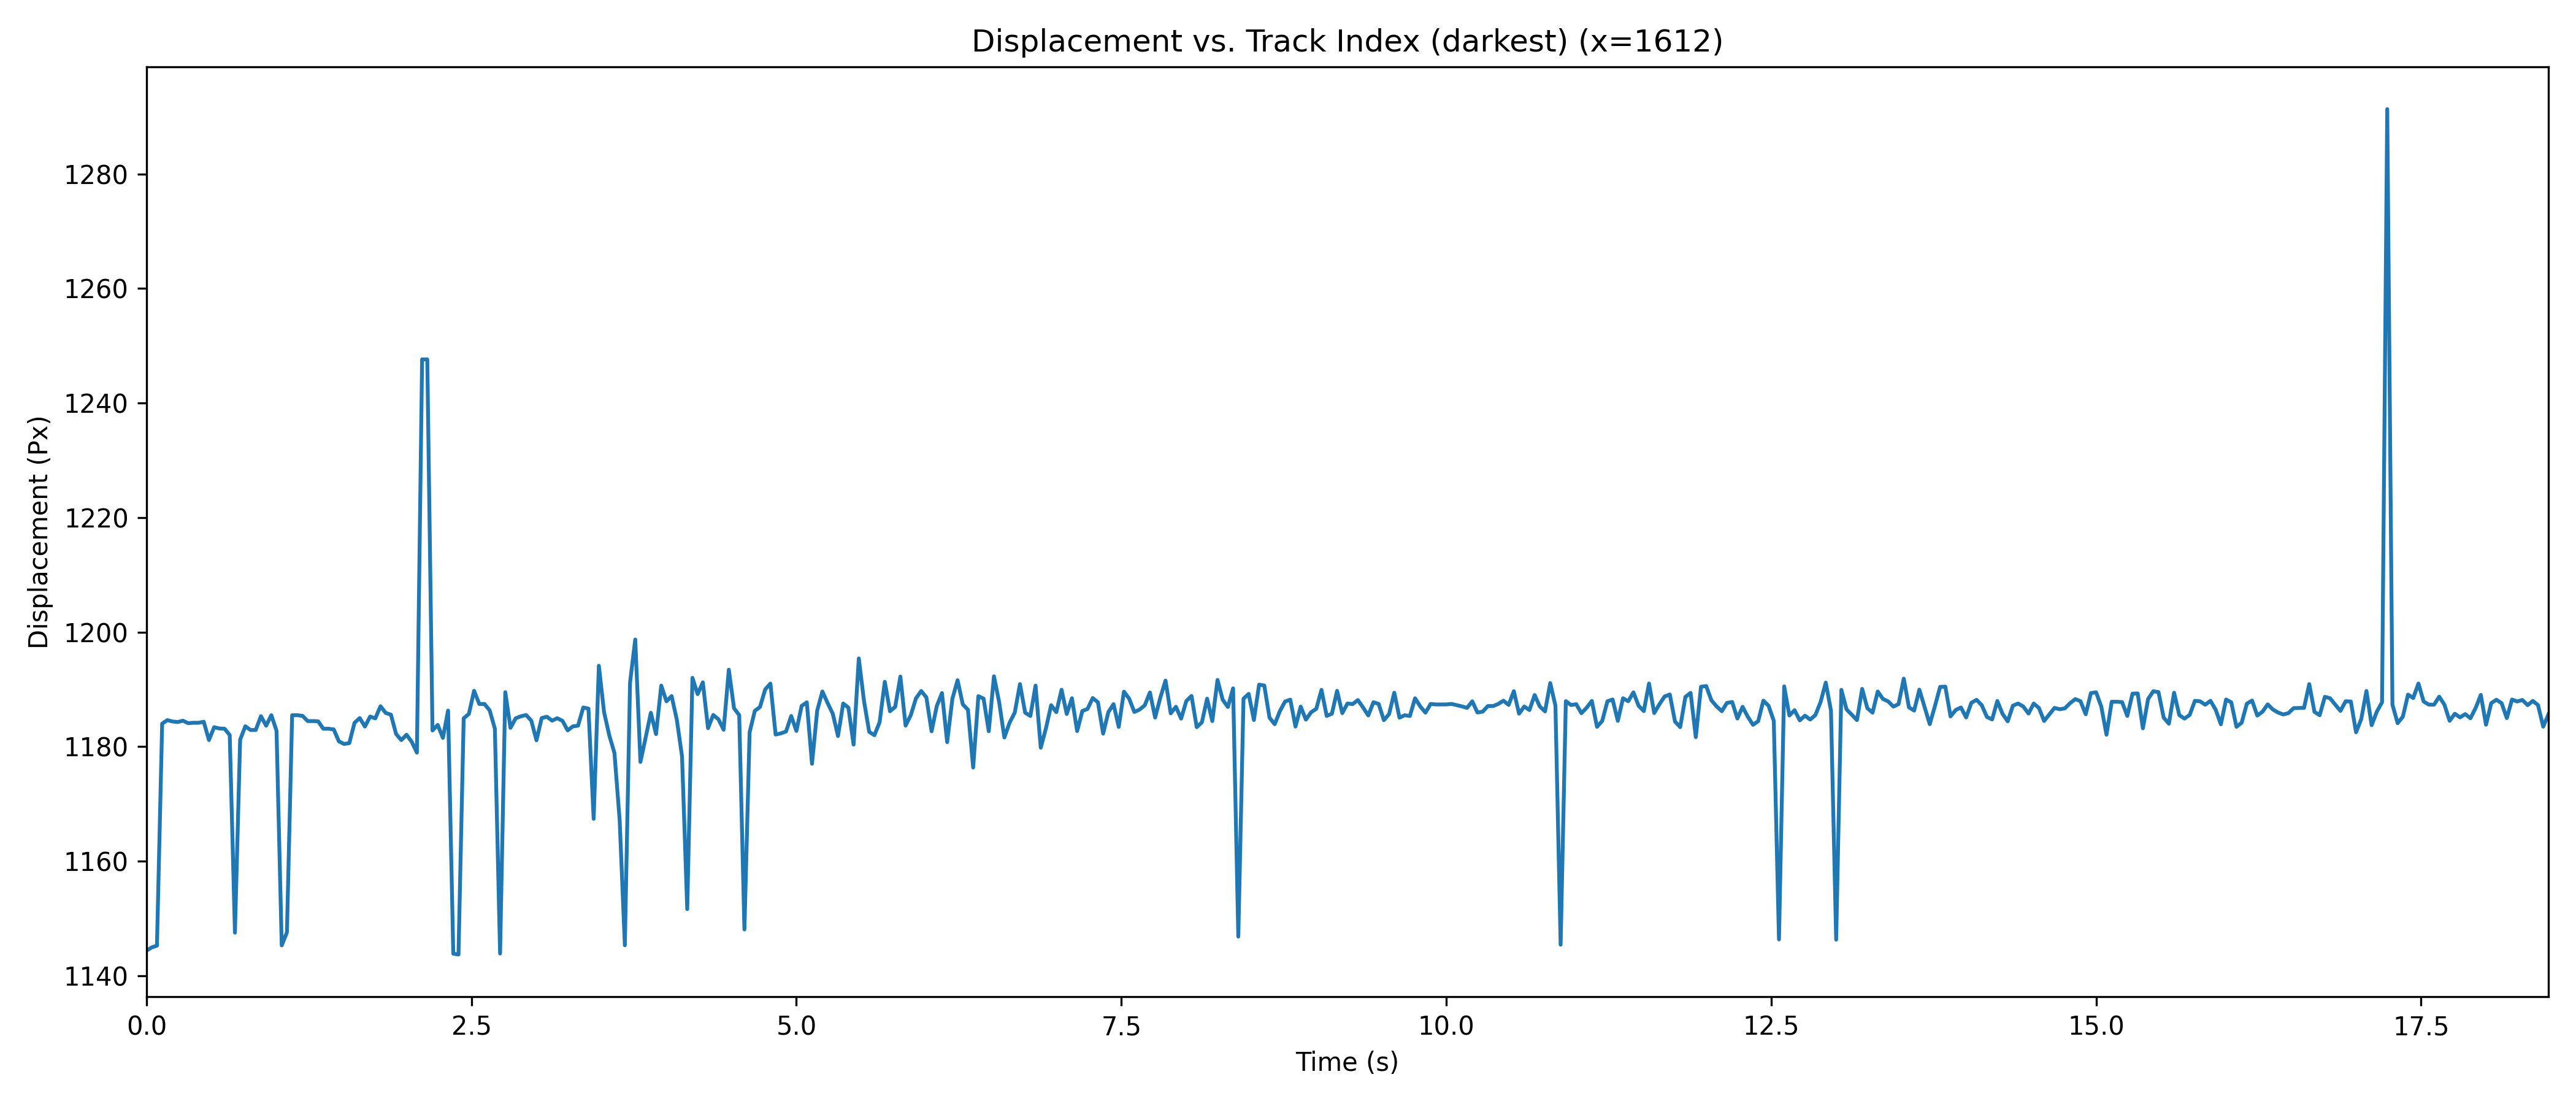 Displacement vs. Track Index (darkest) (x=1612)
Displacement (Px)
1280
1260
1240
1220
1200
1180
1160
1140
0.0 2.5 5.0 7.5 10.0 12.5 15.0 17.5
Time (s)